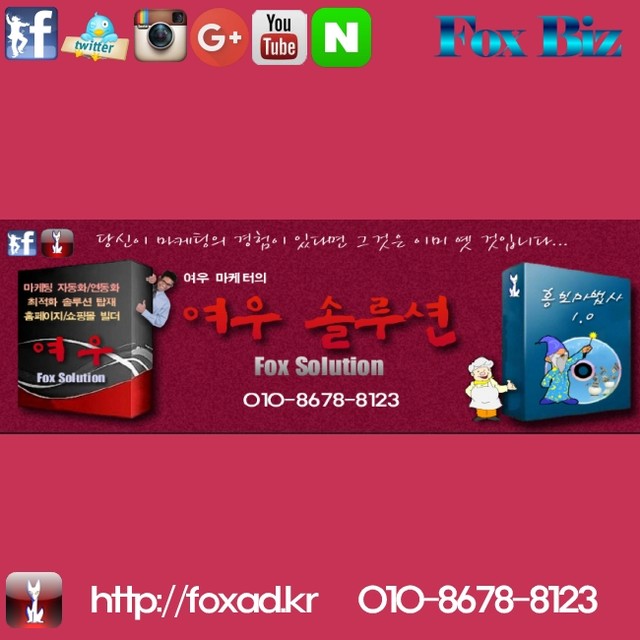 f
twitter
G+
You
Tube
N
Fox Biz
f
당신이 마케팅의 경험이 있다면 그것은 이미 옛 것입니다...
마케팅 자동화/연동화
최적화 솔루션 탑재
홈페이지/쇼핑몰 빌더
여우
Fox Solution
여우 마케터의
여우 솔루션
Fox Solution
010-8678-8123
홍보마법사
1.0
http://foxad.kr 010-8678-8123